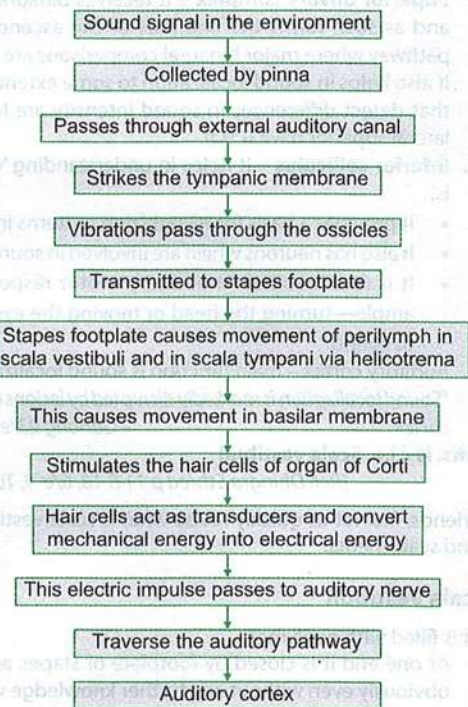 Sound signal in the environment
Collected by pinna
Passes through external auditory canal
Strikes the tympanic membrane
Vibrations pass through the ossicles
Transmitted to stapes footplate
Stapes footplate causes movement of perilymph in
scala vestibuli and in scala tympani via helicotrema
This causes movement in basilar membrane
Stimulates the hair cells of organ of Corti
Hair cells act as transducers and convert
mechanical energy into electrical energy
This electric impulse passes to auditory nerve
Traverse the auditory pathway
Auditory cortex